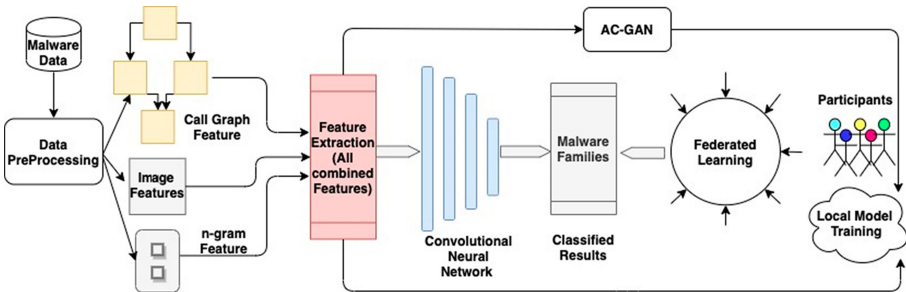 Malware
Data
Data
PreProcessing
Call Graph
Feature
Image
Features
n-gram
Feature
Feature
Extraction
(All
combined
Features)
AC-GAN
Convolutional
Neural
Network
Malware
Families
Classified
Results
Federated
Learning
Participants
Local Model
Training